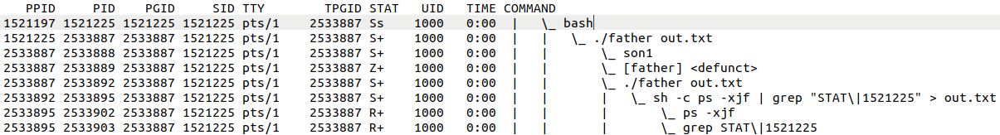 PPID     PID    PGID     SID TTY        TPGID STAT   UID   TIME COMMAND
1521197 1521225 1521225 1521225 pts/1    2533887 Ss    1000   0:00  |   \_ bash
1521225 2533887 2533887 1521225 pts/1    2533887 S+    1000   0:00  |   |   \_ ./father out.txt
2533887 2533888 2533887 1521225 pts/1    2533887 S+    1000   0:00  |   |       \_ son1
2533887 2533889 2533887 1521225 pts/1    2533887 Z+    1000   0:00  |   |       \_ [father] <defunct>
2533887 2533892 2533887 1521225 pts/1    2533887 S+    1000   0:00  |   |       \_ ./father out.txt
2533892 2533895 2533887 1521225 pts/1    2533887 S+    1000   0:00  |   |       |   \_ sh -c ps -xjf | grep "STAT\|1521225" > out.txt
2533895 2533902 2533887 1521225 pts/1    2533887 R+    1000   0:00  |   |       |       \_ ps -xjf
2533895 2533903 2533887 1521225 pts/1    2533887 R+    1000   0:00  |   |       |       \_ grep STAT\|1521225